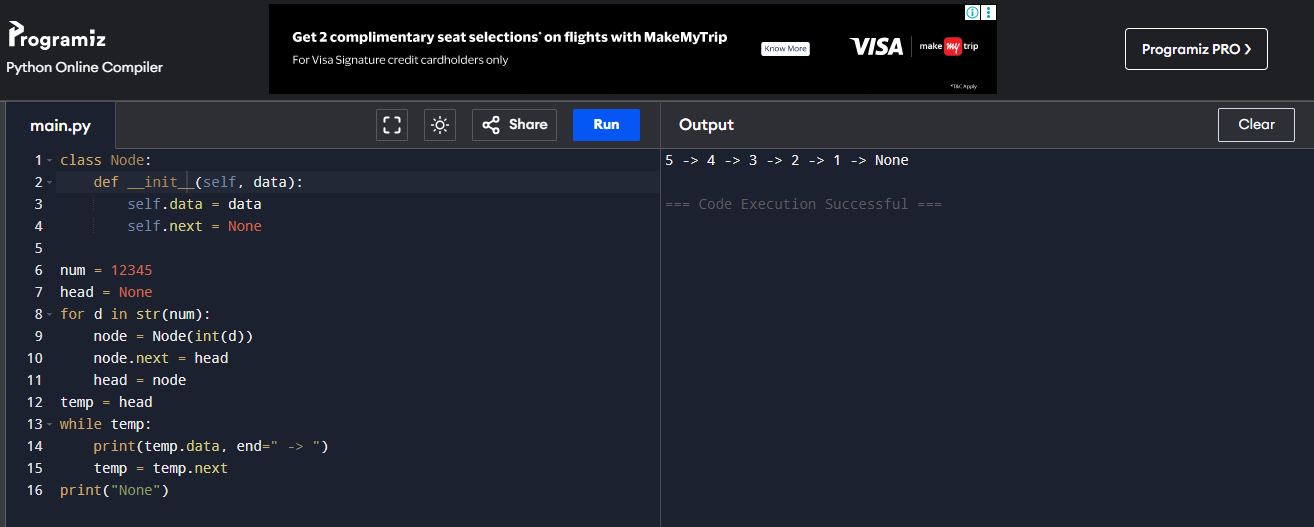 Programiz
Python Online Compiler
Get 2 complimentary seat selections* on flights with MakeMyTrip
For Visa Signature credit cardholders only
Know More
VISA
make my trip
*T&C Apply
Programiz PRO >
main.py
Share
Run
Output
Clear
1 class Node:
2     def __init__(self, data):
3         self.data = data
4         self.next = None
5
6 num = 12345
7 head = None
8 for d in str(num):
9     node = Node(int(d))
10     node.next = head
11     head = node
12 temp = head
13 while temp:
14     print(temp.data, end=" -> ")
15     temp = temp.next
16 print("None")
5 -> 4 -> 3 -> 2 -> 1 -> None
=== Code Execution Successful ===